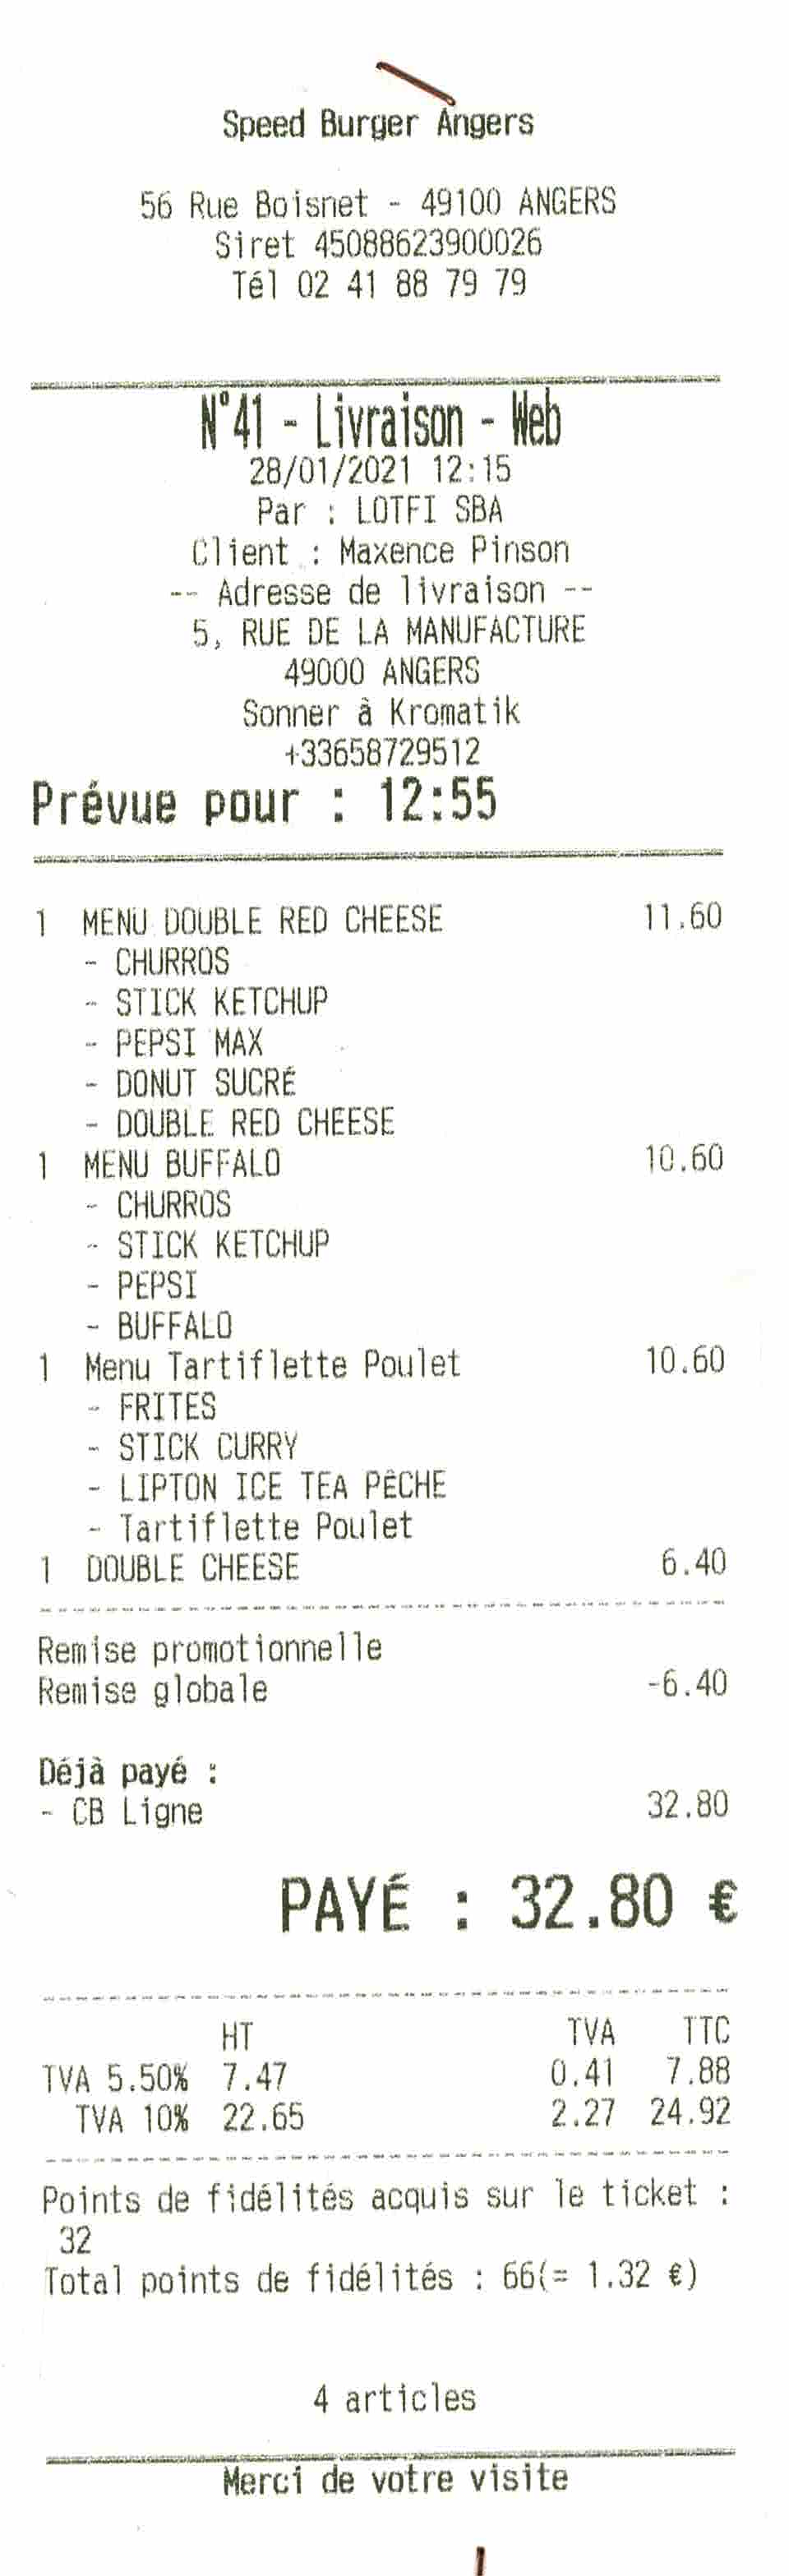 Speed Burger Angers
56 Rue Boisnet - 49100 ANGERS
Siret 45088623900026
Tél 02 41 88 79 79
N°41 - Livraison - Web
28/01/2021 12:15
Par : LOTFI SBA
Client : Maxence Pinson
-- Adresse de livraison --
5, RUE DE LA MANUFACTURE
49000 ANGERS
Sonner à Kromatik
+33658729512
Prévue pour : 12:55
1 MENU DOUBLE RED CHEESE 11.60
- CHURROS
- STICK KETCHUP
- PEPSI MAX
- DONUT SUCRÉ
- DOUBLE RED CHEESE
1 MENU BUFFALO 10.60
- CHURROS
- STICK KETCHUP
- PEPSI
- BUFFALO
1 Menu Tartiflette Poulet 10.60
- FRITES
- STICK CURRY
- LIPTON ICE TEA PÊCHE
- Tartiflette Poulet
1 DOUBLE CHEESE 6.40
Remise promotionnelle
Remise globale -6.40
Déjà payé :
- CB Ligne 32.80
PAYÉ : 32.80 €
HT TVA TTC
TVA 5.50% 7.47 0.41 7.88
TVA 10% 22.65 2.27 24.92
Points de fidélités acquis sur le ticket :
32
Total points de fidélités : 66(= 1.32 €)
4 articles
Merci de votre visite